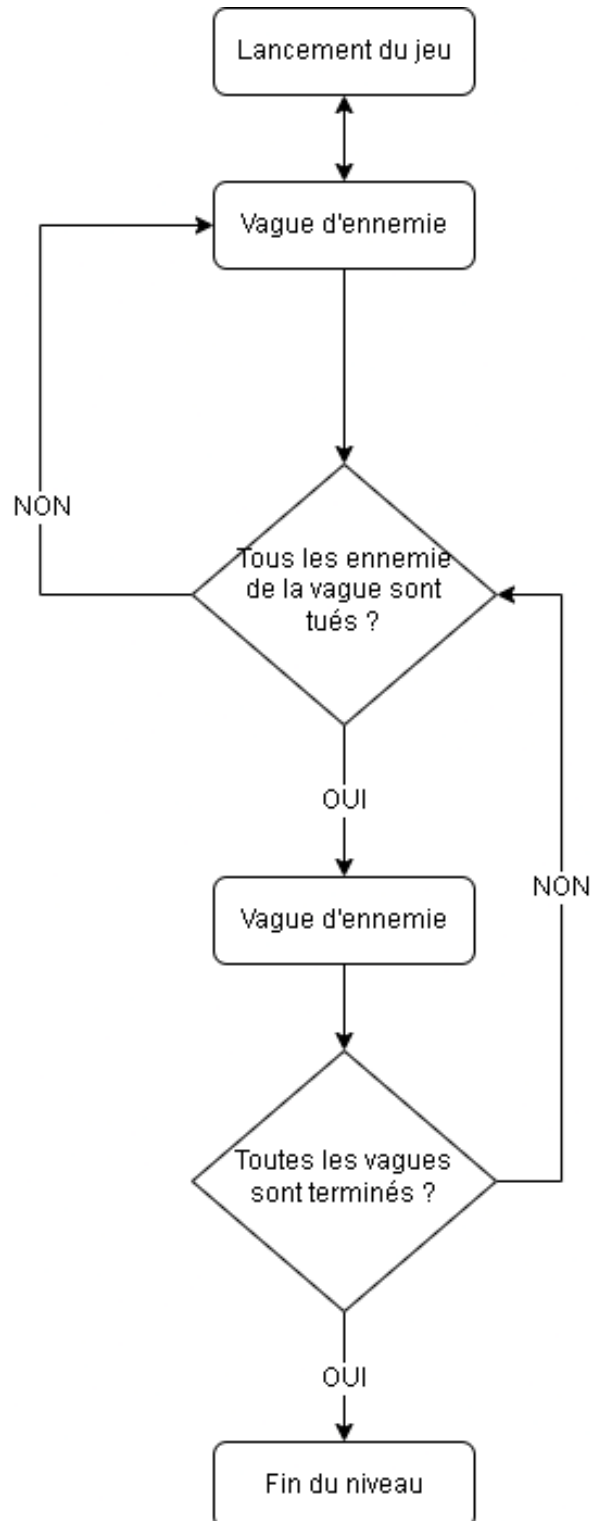 Lancement du jeu
Vague d'ennemie
NON
Tous les ennemie
de la vague sont
tués ?
OUI
Vague d'ennemie
NON
Toutes les vagues
sont terminés ?
OUI
Fin du niveau